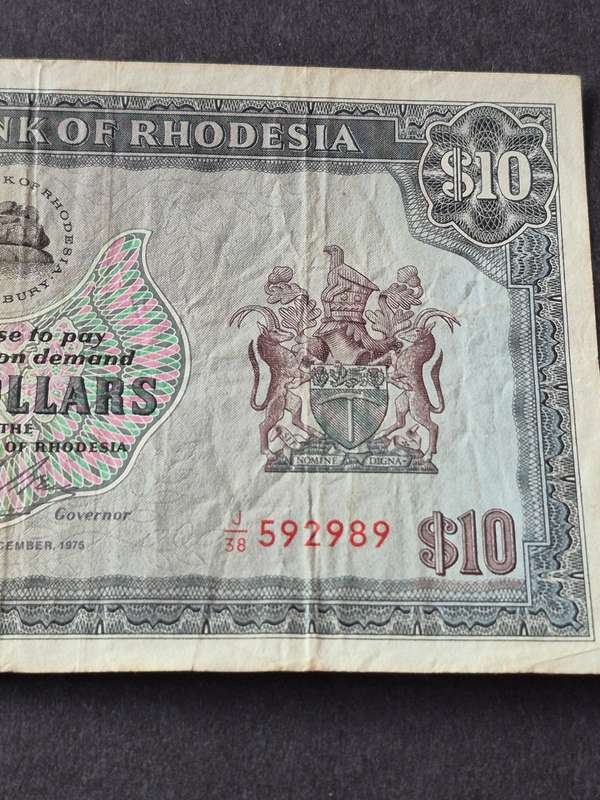 NK OF RHODESIA
$10
K OF RHODESIA
BURY
se to pay
on demand
OLLARS
THE
OF RHODESIA
Governor
CEMBER, 1975
NOMINE DIGNA
J/38 592989
$10